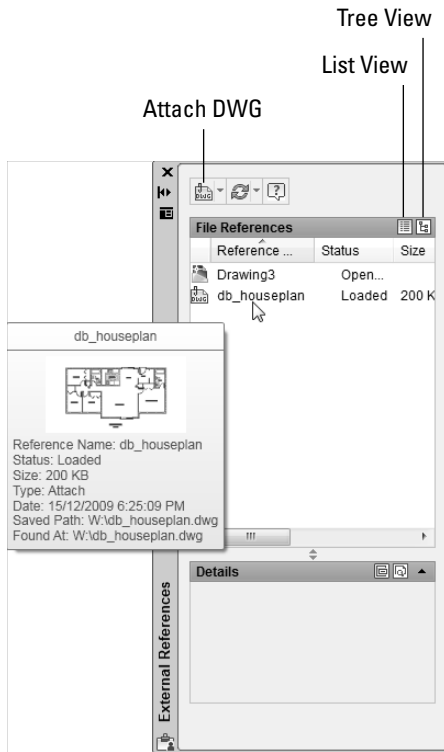 Tree View
List View
Attach DWG
File References
Reference ... Status Size
Drawing3 Open...
DWG db_houseplan Loaded 200 K
db_houseplan
Reference Name: db_houseplan
Status: Loaded
Size: 200 KB
Type: Attach
Date: 15/12/2009 6:25:09 PM
Saved Path: W:\db_houseplan.dwg
Found At: W:\db_houseplan.dwg
Details
External References